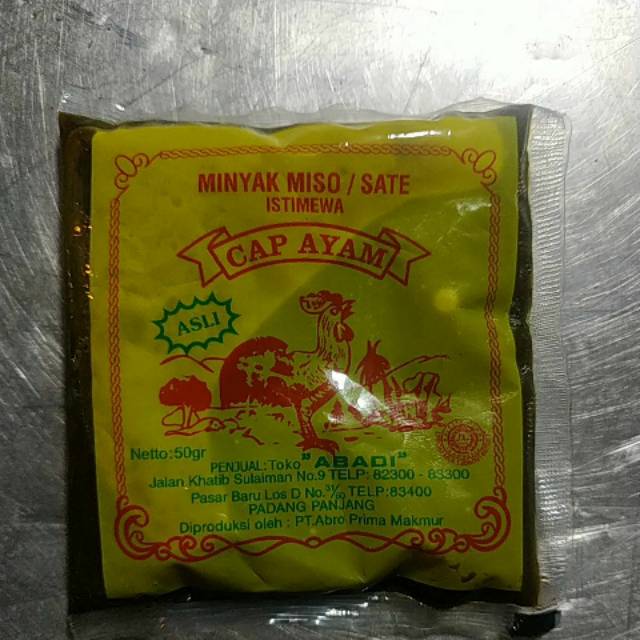 MINYAK MISO / SATE
ISTIMEWA
CAP AYAM
ASLI
Netto:50gr
PENJUAL: Toko "ABADI"
Jalan Khatib Sulaiman No.9 TELP: 82300 - 83300
Pasar Baru Los D No. TELP:83400
PADANG PANJANG
Diproduksi oleh : PT.Abro Prima Makmur